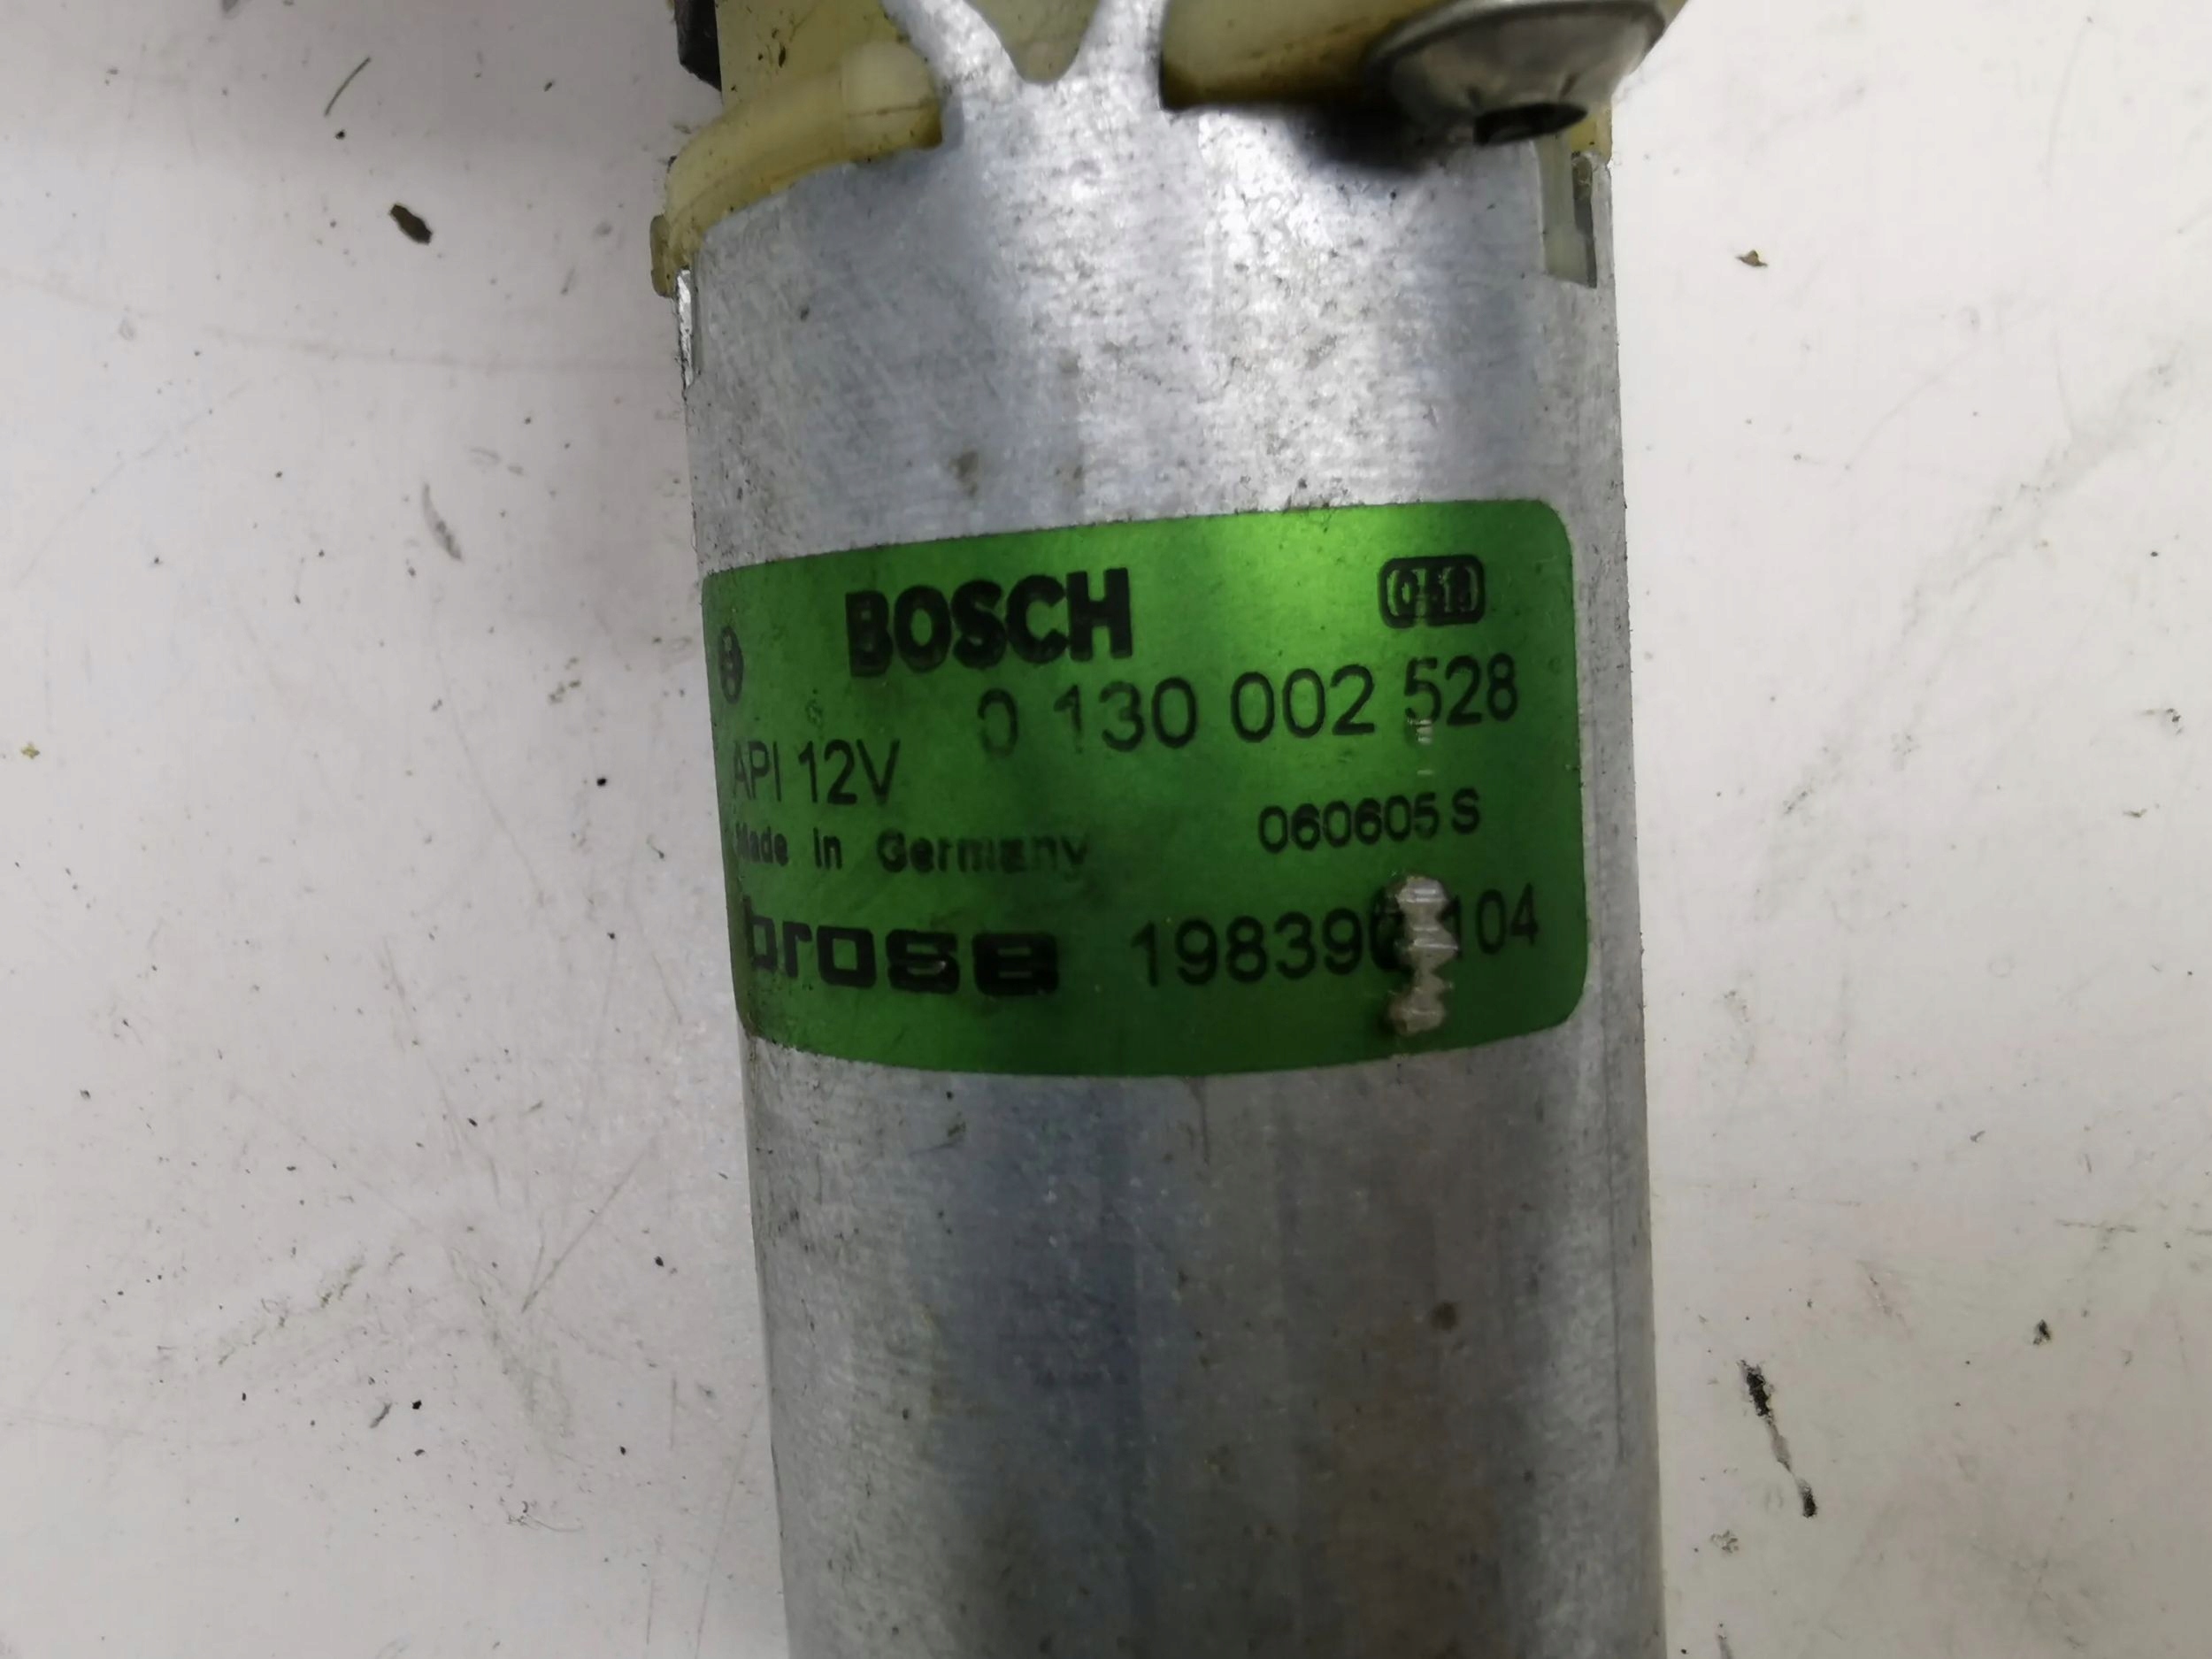 BOSCH
0 130 002 528
API 12V
Made in Germany
060605 S
brose